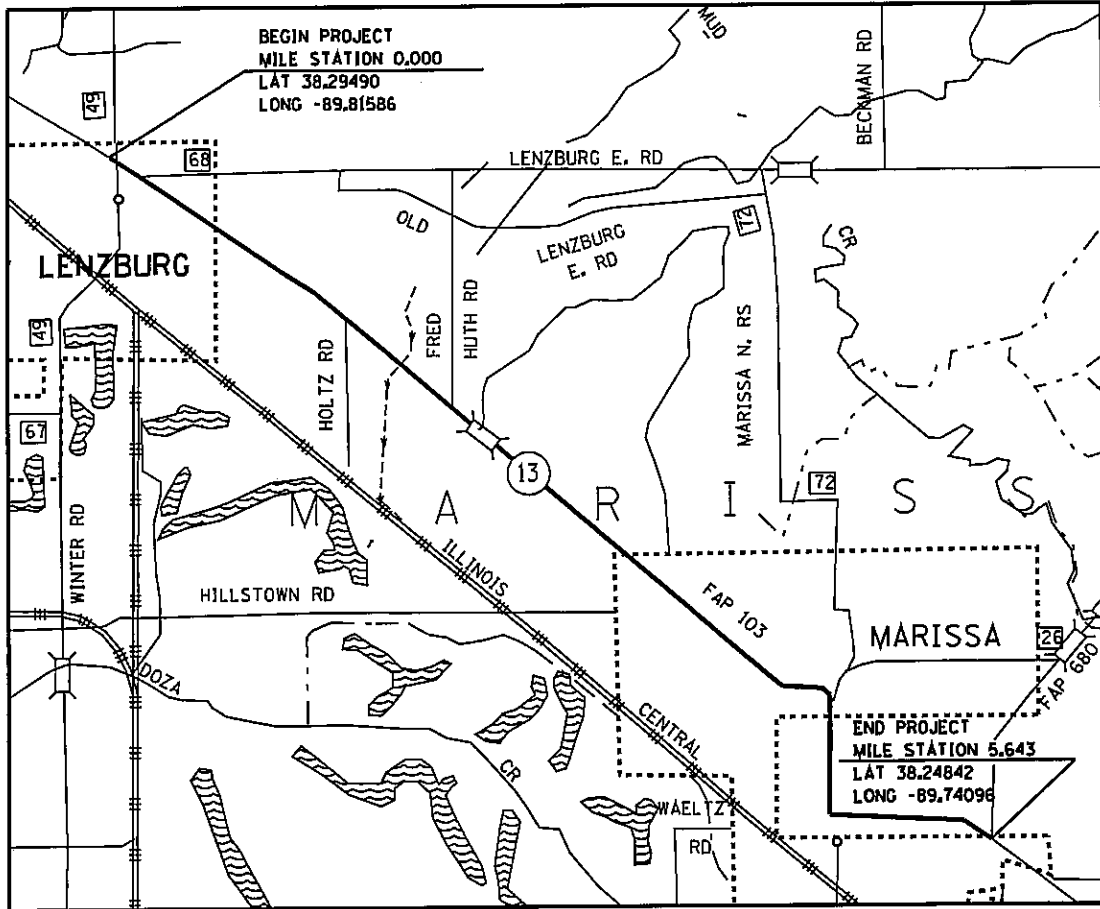 BEGIN PROJECT
MILE STATION 0.000
LAT 38.29490
LONG -89.81586
MUD
BECKMAN RD
49
68
LENZBURG E. RD
OLD
LENZBURG
E. RD
72
CR
LENZBURG
49
HOLTZ RD
FRED
HUTH RD
MARISSA N. RS
67
13
72
M A R I S S
WINTER RD
ILLINOIS
HILLSTOWN RD
FAP 103
MARISSA
26
FAP 680
DOZA
CENTRAL
CR
END PROJECT
MILE STATION 5.643
LAT 38.24842
LONG -89.74096
WAELTZ
RD